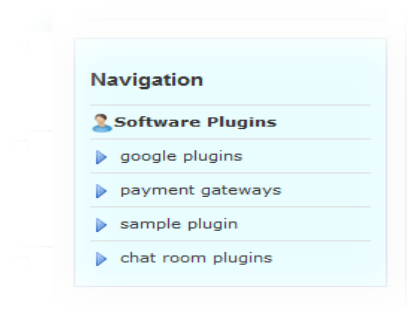 Navigation
Software Plugins
google plugins
payment gateways
sample plugin
chat room plugins